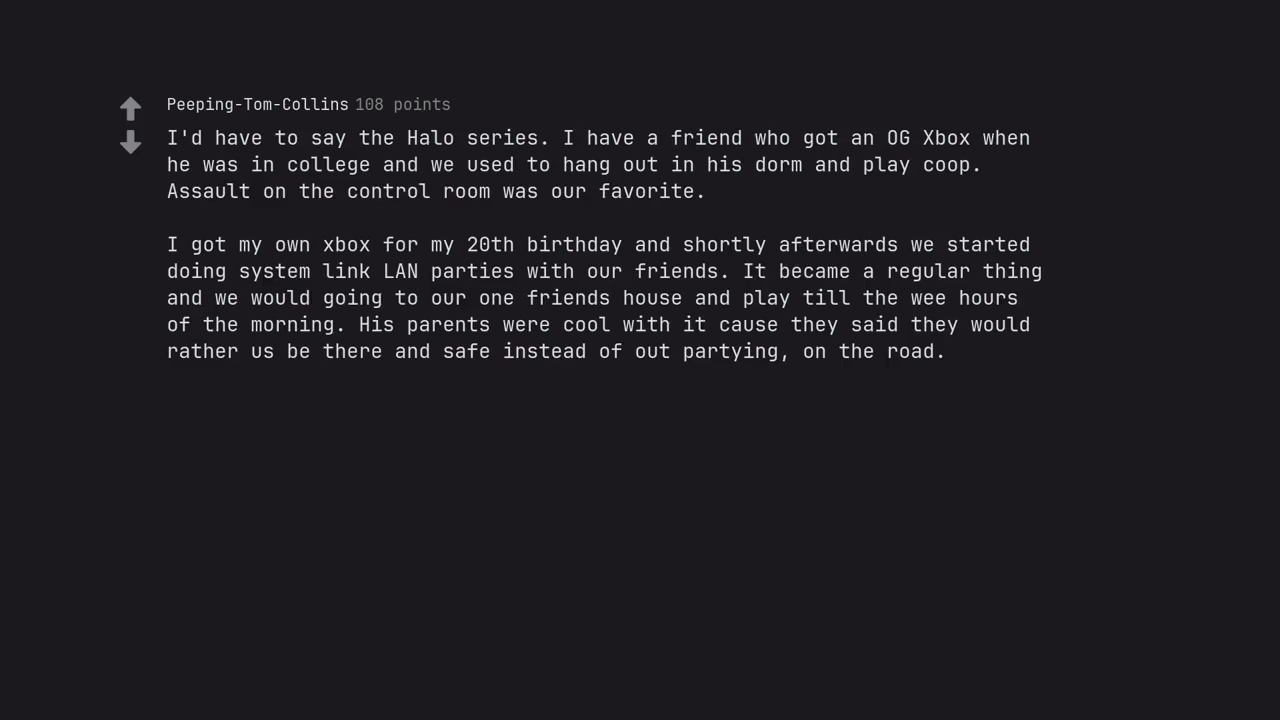 Peeping-Tom-Collins 108 points
I'd have to say the Halo series. I have a friend who got an OG Xbox when
he was in college and we used to hang out in his dorm and play coop.
Assault on the control room was our favorite.
I got my own xbox for my 20th birthday and shortly afterwards we started
doing system link LAN parties with our friends. It became a regular thing
and we would going to our one friends house and play till the wee hours
of the morning. His parents were cool with it cause they said they would
rather us be there and safe instead of out partying, on the road.